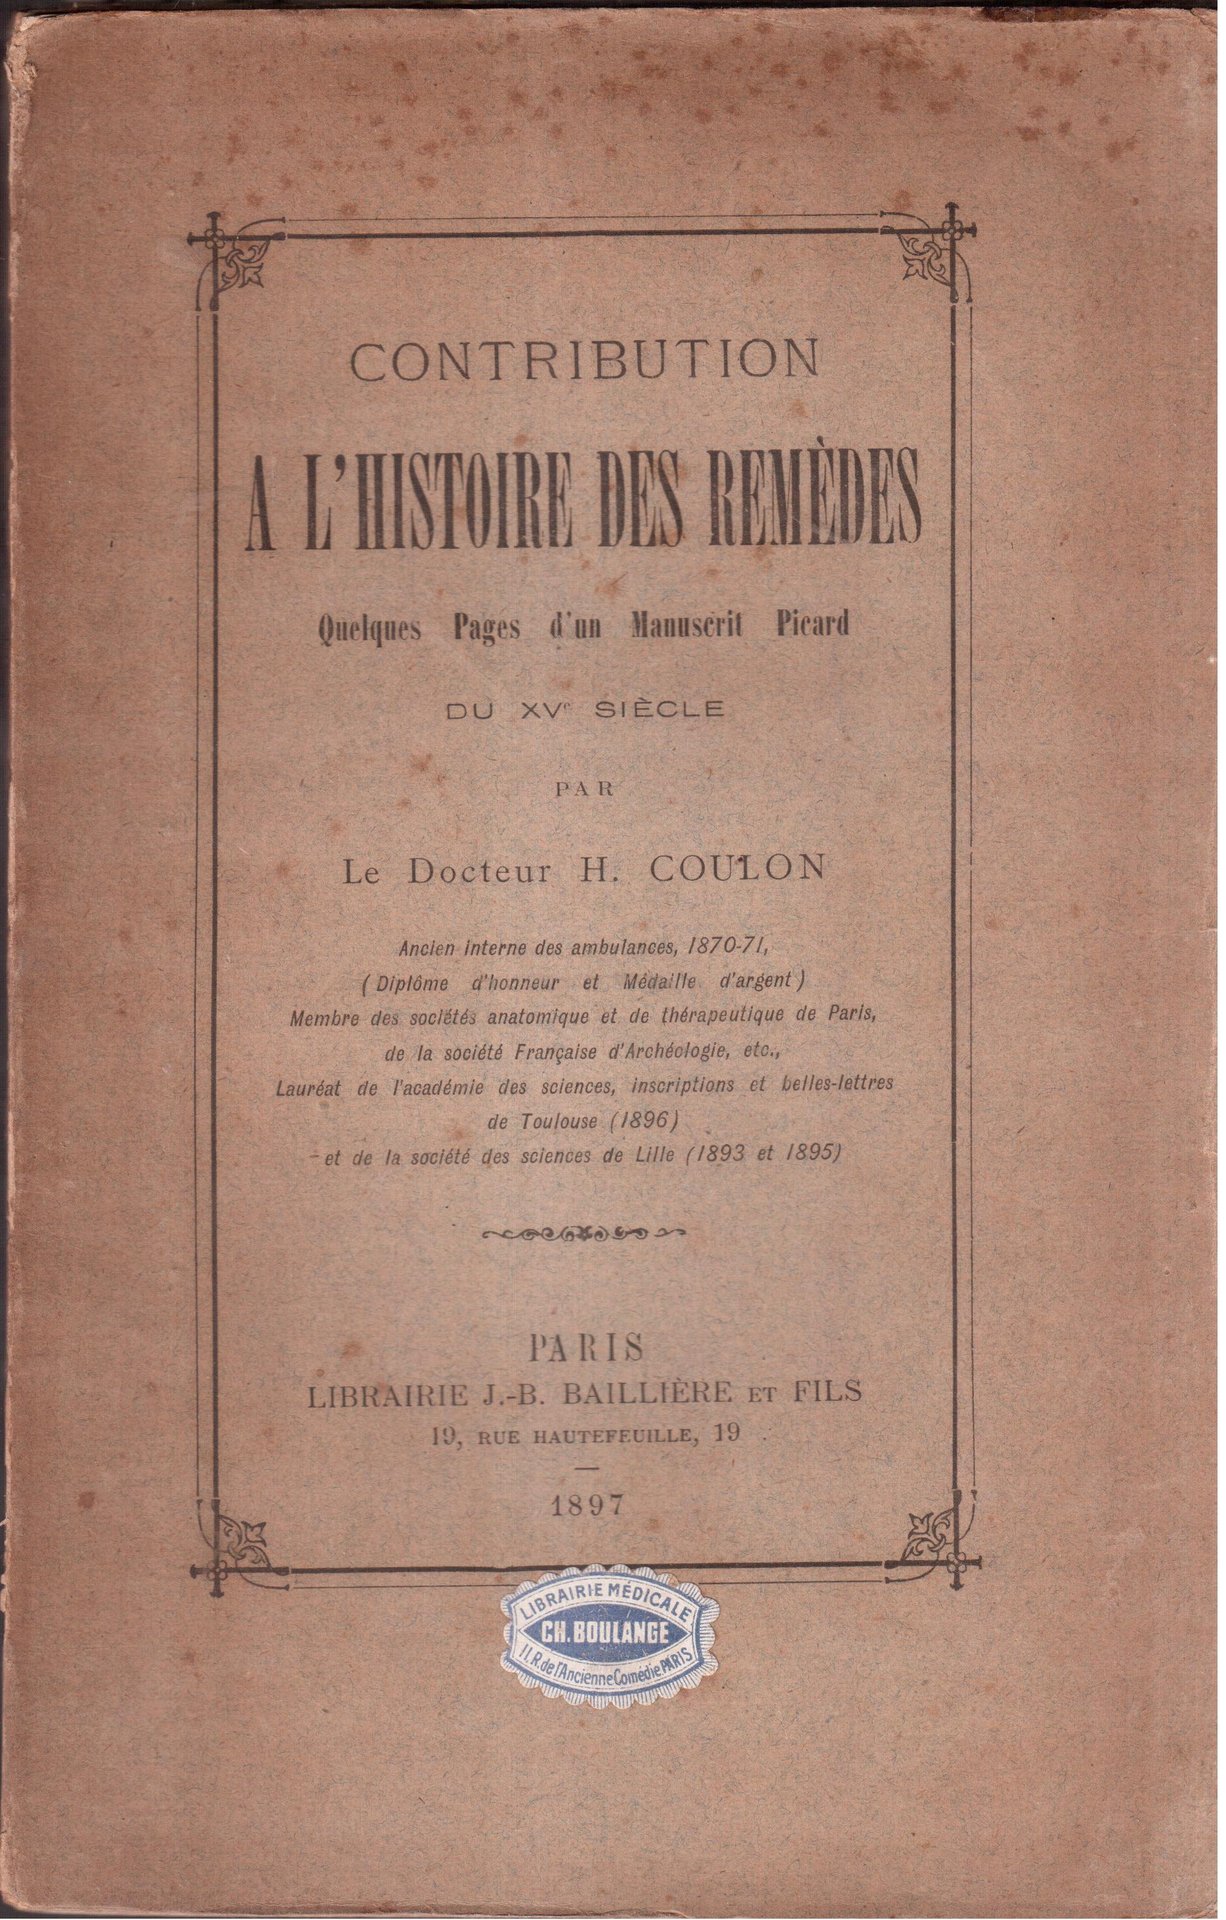 CONTRIBUTION
A L'HISTOIRE DES REMÈDES
Quelques Pages d'un Manuscrit Picard
DU XVe SIÈCLE
PAR
Le Docteur H. COULON
Ancien interne des ambulances, 1870-71,
(Diplôme d'honneur et Médaille d'argent)
Membre des sociétés anatomique et de thérapeutique de Paris,
de la société Française d'Archéologie, etc.,
Lauréat de l'académie des sciences, inscriptions et belles-lettres
de Toulouse (1896)
et de la société des sciences de Lille (1893 et 1895)
PARIS
LIBRAIRIE J.-B. BAILLIÈRE ET FILS
19, RUE HAUTEFEUILLE, 19
1897
LIBRAIRIE MÉDICALE
CH. BOULANGE
11, R. de l'Ancienne Comédie. PARIS